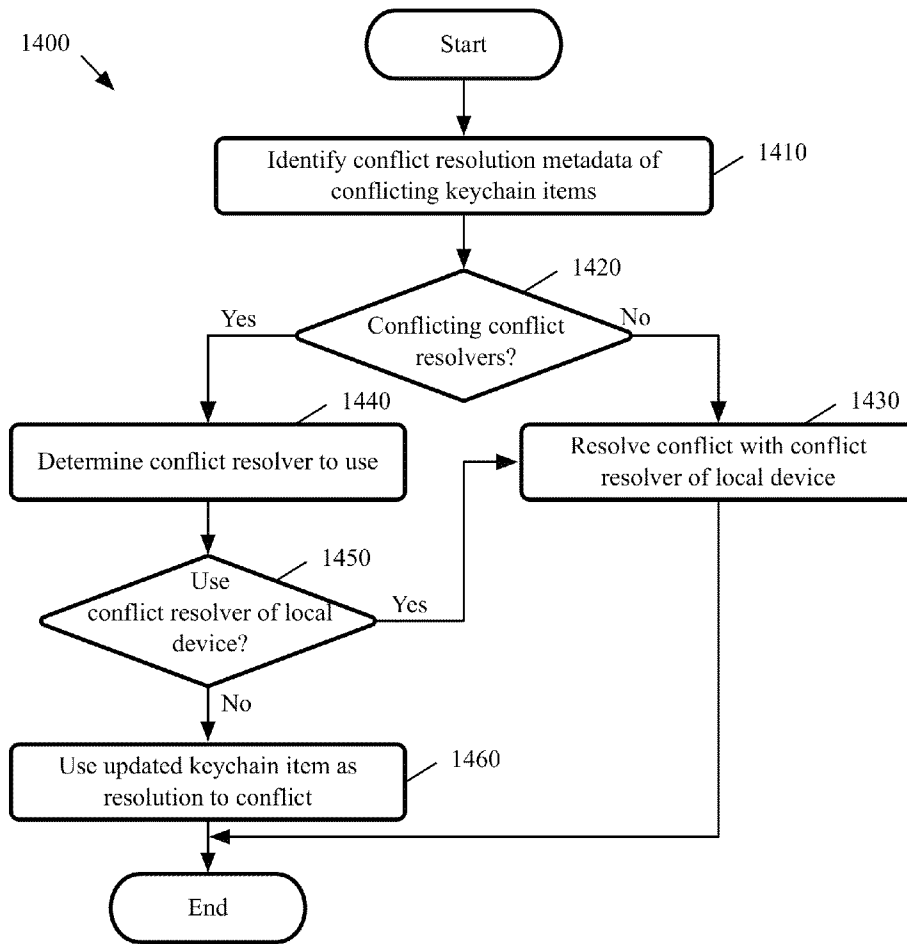 1400
Start
Identify conflict resolution metadata of
conflicting keychain items
1410
1420
Conflicting conflict
resolvers?
Yes
No
1440
Determine conflict resolver to use
1430
Resolve conflict with conflict
resolver of local device
1450
Use
conflict resolver of local
device?
Yes
No
Use updated keychain item as
resolution to conflict
1460
End